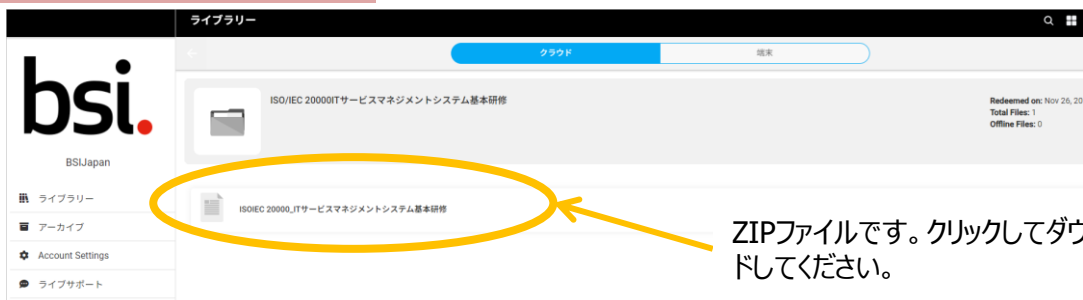 ライブラリー
クラウド
端末
bsi.
BSIJapan
ISO/IEC 20000ITサービスマネジメントシステム基本研修
Redeemed on: Nov 26, 20
Total Files: 1
Offline Files: 0
ライブラリー
アーカイブ
Account Settings
ライブサポート
ISOIEC 20000_ITサービスマネジメントシステム基本研修
ZIPファイルです。クリックしてダウ
ドしてください。